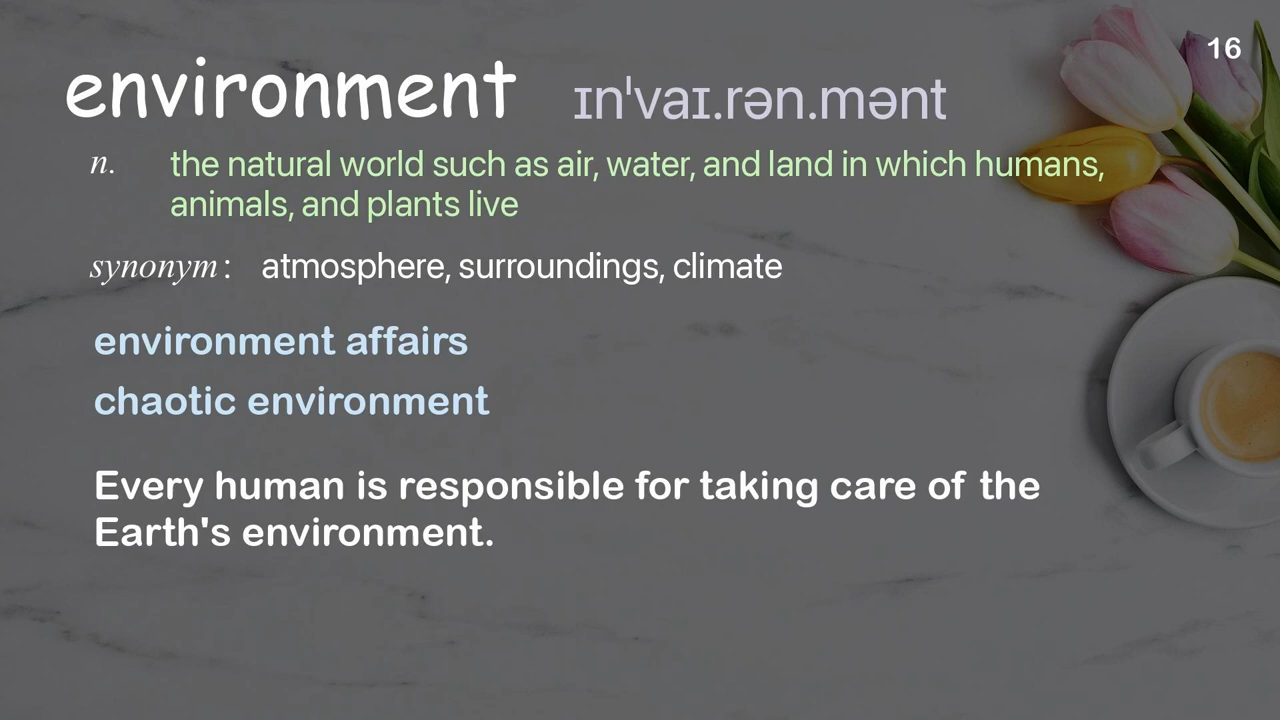 16
environment ɪnˈvaɪ.rən.mənt
n. the natural world such as air, water, and land in which humans,
animals, and plants live
synonym: atmosphere, surroundings, climate
environment affairs
chaotic environment
Every human is responsible for taking care of the
Earth's environment.